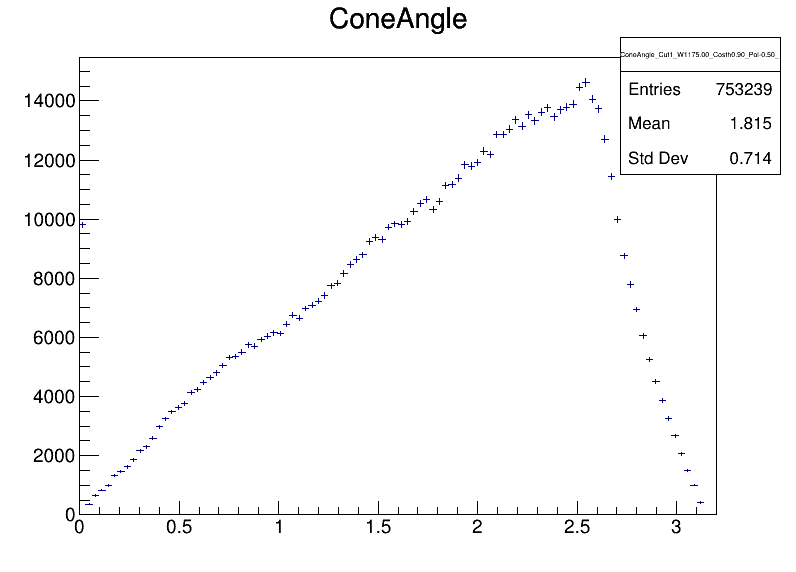 ConeAngle
ConeAngle_Cut1_W1175.00_Costh0.90_Pol-0.50_
Entries 753239
Mean 1.815
Std Dev 0.714
14000
12000
10000
8000
6000
4000
2000
0
0 0.5 1 1.5 2 2.5 3